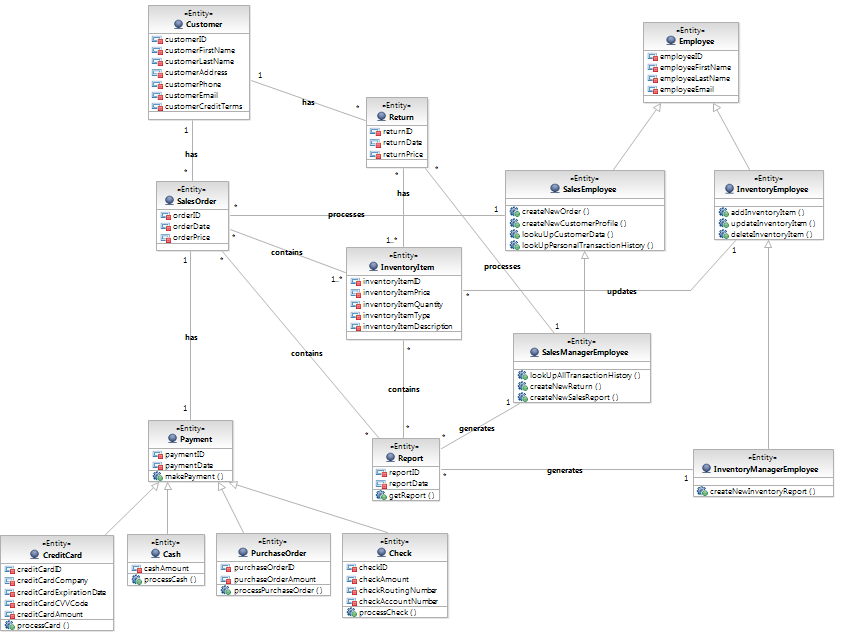 «Entity»
Customer
customerID
customerFirstName
customerLastName
customerAddress
customerPhone
customerEmail
customerCreditTerms
«Entity»
Employee
employeeID
employeeFirstName
employeeLastName
employeeEmail
1
has
*
«Entity»
Return
returnID
returnDate
returnPrice
1
has
*
«Entity»
SalesOrder
orderID
orderDate
orderPrice
*
has
1..*
*
processes
1
«Entity»
SalesEmployee
createNewOrder ( )
createNewCustomerProfile ( )
lookuUpCustomerData ( )
lookUpPersonalTransactionHistory ( )
«Entity»
InventoryEmployee
addInventoryItem ( )
updateInventoryItem ( )
deleteInventoryItem ( )
*
processes
1
*
contains
1..*
«Entity»
InventoryItem
inventoryItemID
inventoryItemPrice
inventoryItemQuantity
inventoryItemType
inventoryItemDescription
*
updates
1
1
has
1
*
contains
*
*
contains
*
«Entity»
SalesManagerEmployee
lookUpAllTransactionHistory ( )
createNewReturn ( )
createNewSalesReport ( )
1
generates
*
«Entity»
Payment
paymentID
paymentDate
makePayment ( )
«Entity»
Report
reportID
reportDate
getReport ( )
*
generates
1
«Entity»
InventoryManagerEmployee
createNewInventoryReport ( )
«Entity»
CreditCard
creditCardID
creditCardCompany
creditCardExpirationDate
creditCardCVVCode
creditCardAmount
processCard ( )
«Entity»
Cash
cashAmount
processCash ( )
«Entity»
PurchaseOrder
purchaseOrderID
purchaseOrderAmount
processPurchaseOrder ( )
«Entity»
Check
checkID
checkAmount
checkRoutingNumber
checkAccountNumber
processCheck ( )